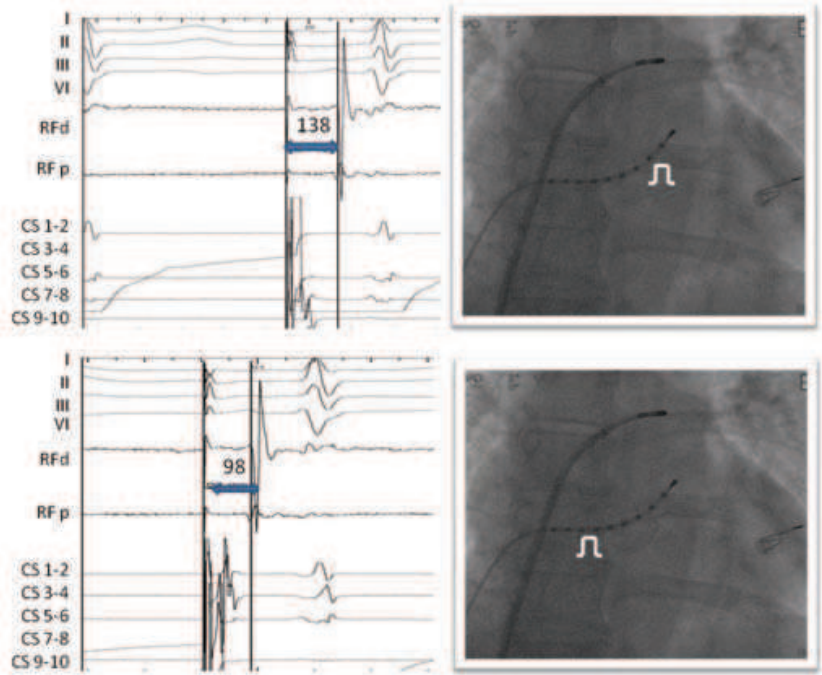 I
II
III
VI
RFd
138
RF p
CS 1-2
CS 3-4
CS 5-6
CS 7-8
CS 9-10
I
II
III
VI
RFd
98
RF p
CS 1-2
CS 3-4
CS 5-6
CS 7-8
CS 9-10